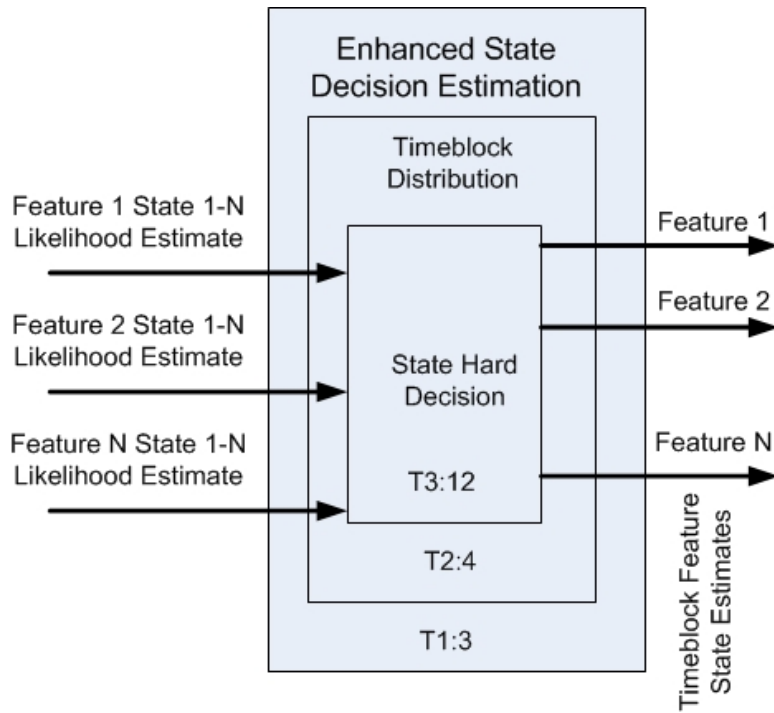 Enhanced State
Decision Estimation
Timeblock
Distribution
Feature 1 State 1-N
Likelihood Estimate
Feature 1
Feature 2 State 1-N
Likelihood Estimate
Feature 2
State Hard
Decision
Feature N State 1-N
Likelihood Estimate
Feature N
T3:12
T2:4
T1:3
Timeblock Feature
State Estimates